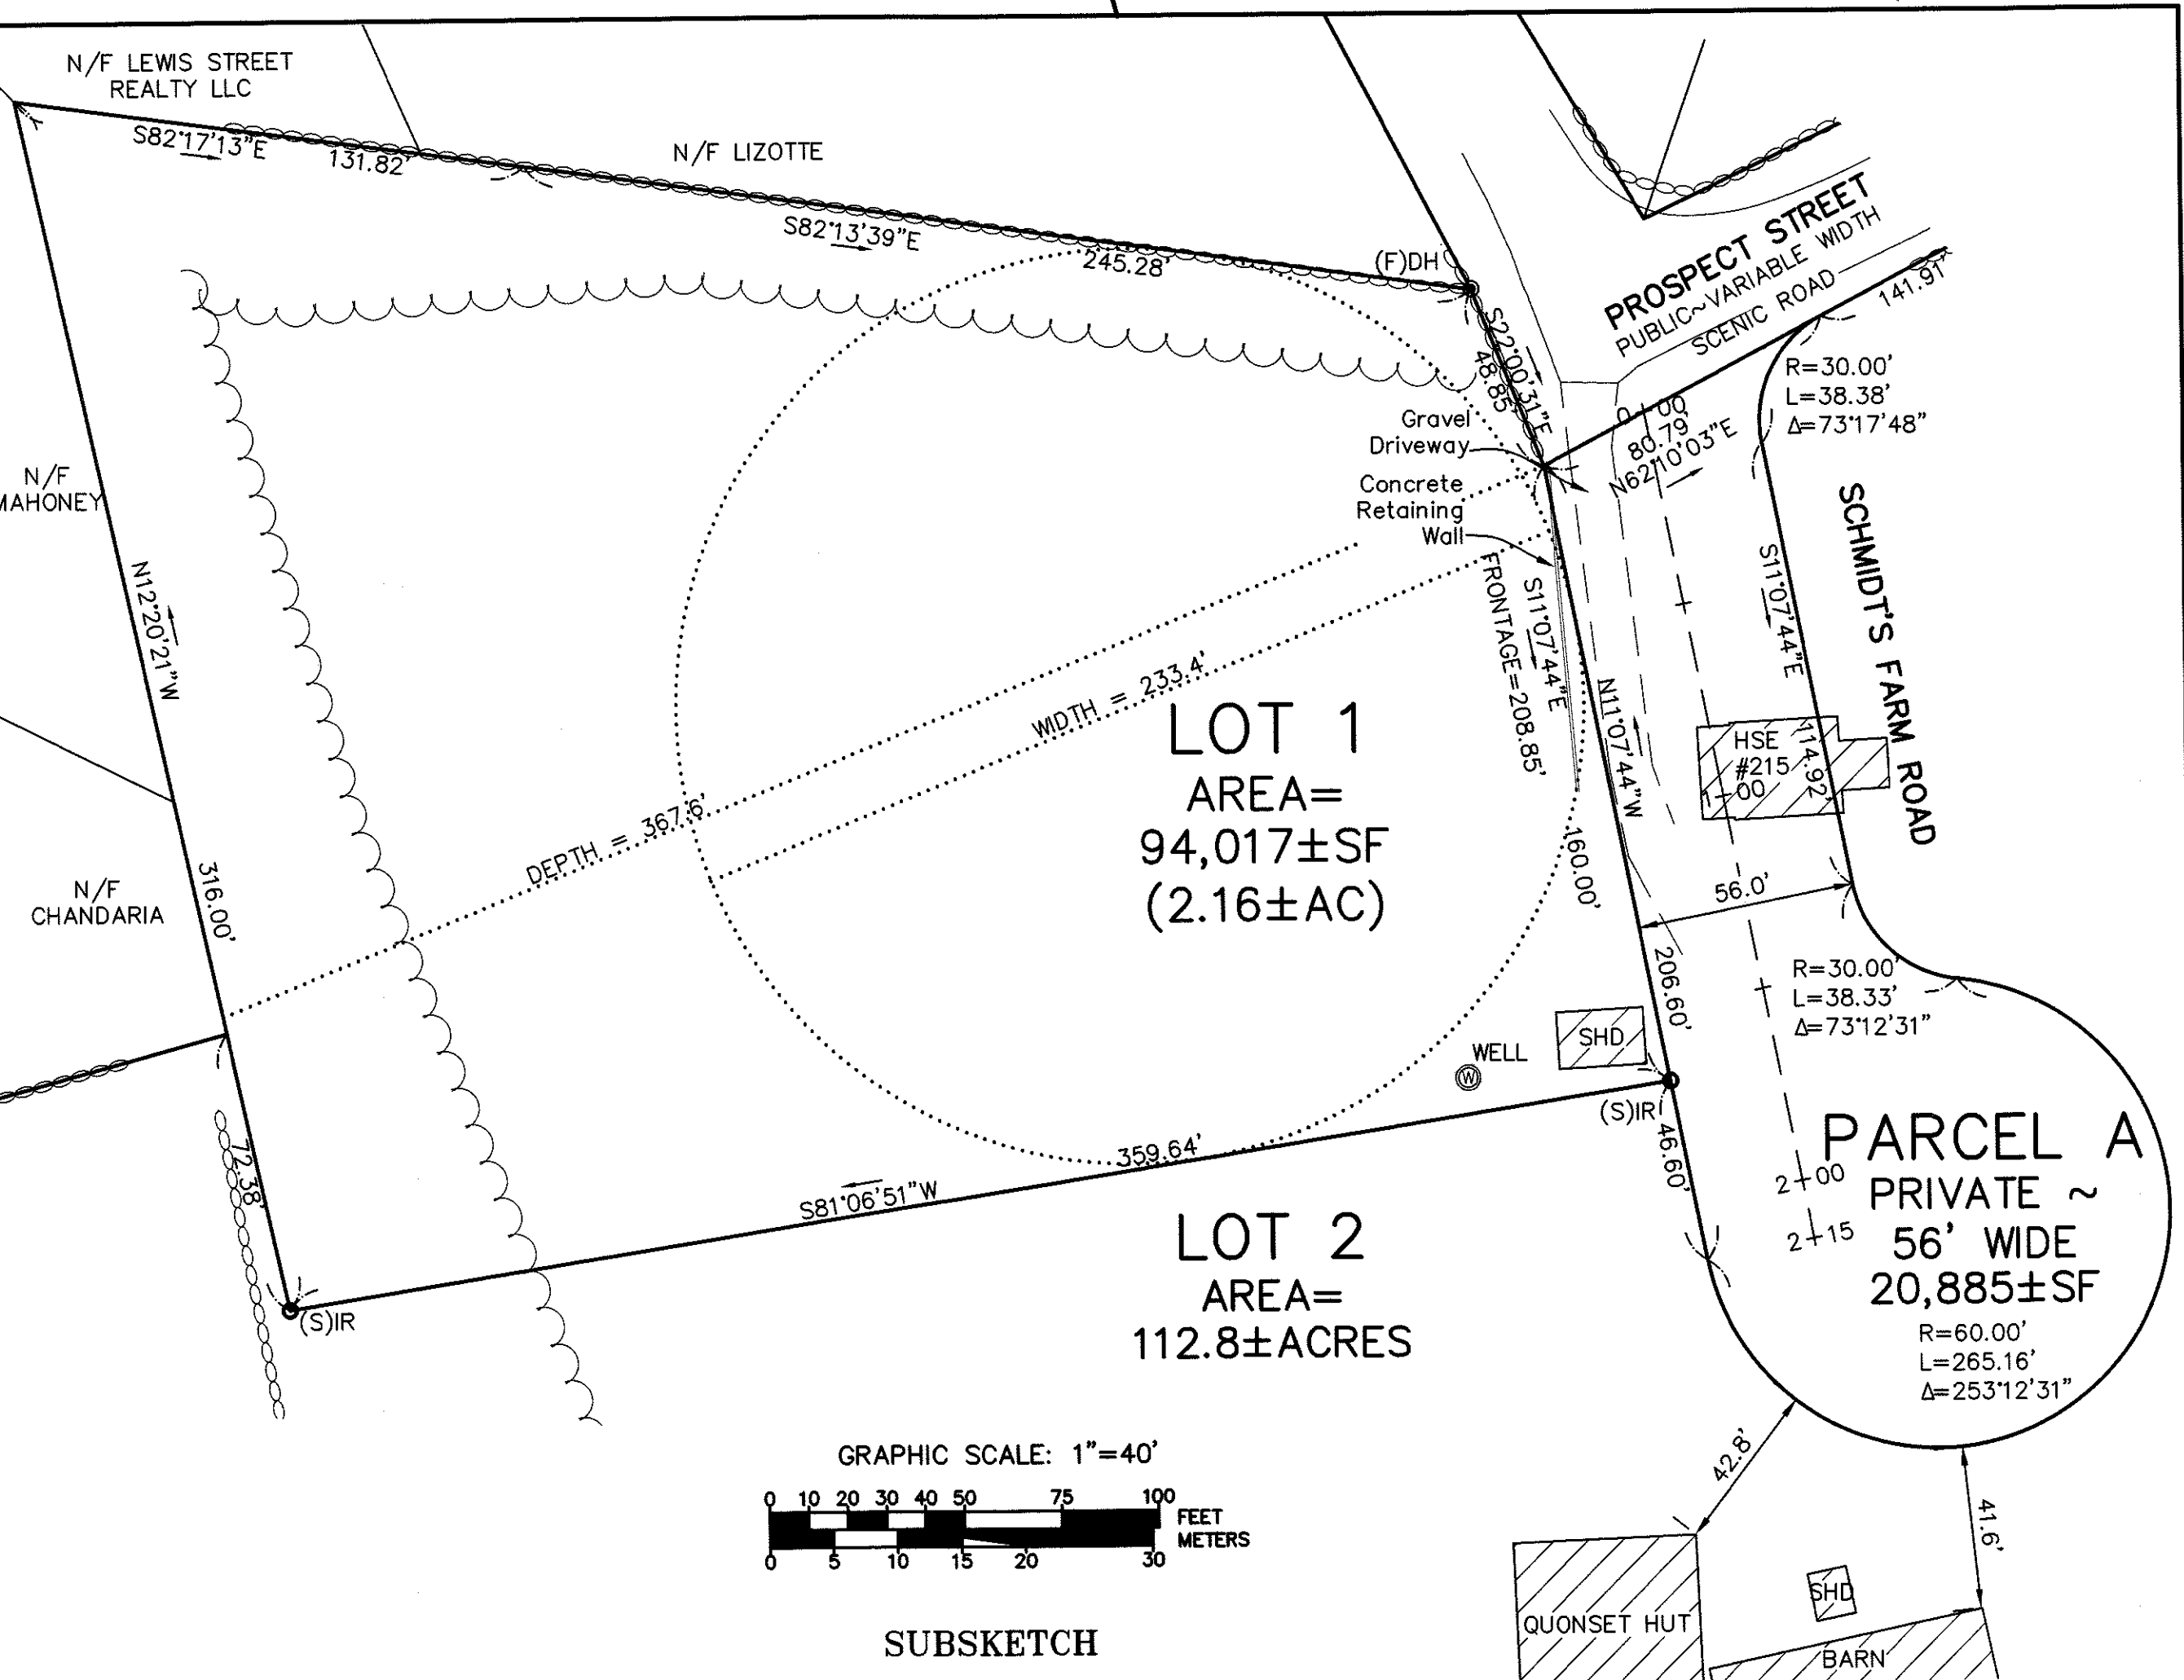 N/F LEWIS STREET
REALTY LLC
S82°17'13"E
131.82'
N/F LIZOTTE
S82°13'39"E
245.28'
(F)DH
S22°00'31"E
48.85'
PROSPECT STREET
PUBLIC~VARIABLE WIDTH
SCENIC ROAD
141.91'
R=30.00'
L=38.38'
Δ=73°17'48"
0+00
80.79'
N62°10'03"E
Gravel
Driveway
Concrete
Retaining
Wall
N/F
MAHONEY
N12°20'21"W
316.00'
N/F
CHANDARIA
72.38'
(S)IR
DEPTH = 367.6'
WIDTH = 233.4'
FRONTAGE=208.85'
S11°07'44"E
160.00'
N11°07'44"W
206.60'
S11°07'44"E
114.92'
SCHMIDT'S FARM ROAD
HSE
#215
1+00
56.0'
LOT 1
AREA=
94,017±SF
(2.16±AC)
R=30.00'
L=38.33'
Δ=73°12'31"
SHD
WELL
W
(S)IR
46.60'
359.64'
S81°06'51"W
PARCEL A
PRIVATE ~
56' WIDE
20,885±SF
R=60.00'
L=265.16'
Δ=253°12'31"
2+00
2+15
LOT 2
AREA=
112.8±ACRES
42.8'
41.6'
GRAPHIC SCALE: 1"=40'
0 10 20 30 40 50 75 100
FEET
METERS
0 5 10 15 20 30
SUBSKETCH
QUONSET HUT
SHD
BARN